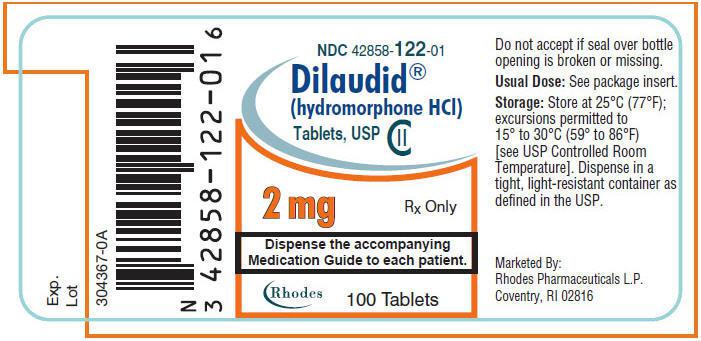 Exp.
Lot
304367-0A
N
3 42858-122-01 6
NDC 42858-122-01
Dilaudid®
(hydromorphone HCl)
Tablets, USP CII
2 mg
Rx Only
Dispense the accompanying
Medication Guide to each patient.
Rhodes
100 Tablets
Do not accept if seal over bottle
opening is broken or missing.
Usual Dose: See package insert.
Storage: Store at 25°C (77°F);
excursions permitted to
15° to 30°C (59° to 86°F)
[see USP Controlled Room
Temperature]. Dispense in a
tight, light-resistant container as
defined in the USP.
Marketed By:
Rhodes Pharmaceuticals L.P.
Coventry, RI 02816